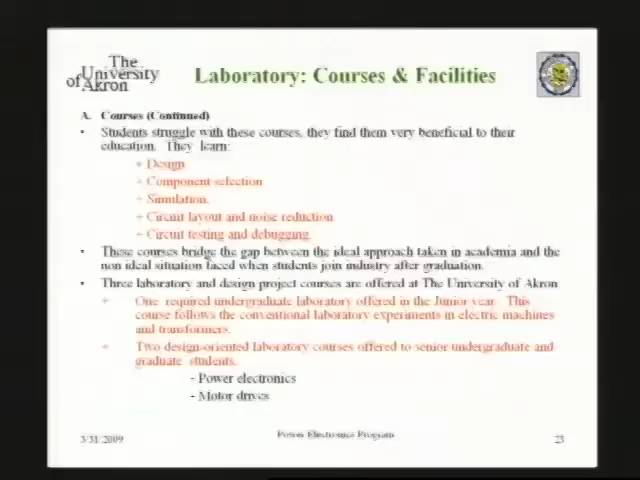 The
University
of Akron
Laboratory: Courses & Facilities
A. Courses (Continued)
• Students struggle with these courses, they find them very beneficial to their
education. They learn:
+ Design
+ Component selection
+ Simulation
+ Circuit layout and noise reduction
+ Circuit testing and debugging
• These courses bridge the gap between the ideal approach taken in academia and the
non ideal situation faced when students join industry after graduation.
• Three laboratory and design project courses are offered at The University of Akron
+ One required undergraduate laboratory offered in the Junior year. This
course follows the conventional laboratory experiments in electric machines
and transformers.
+ Two design-oriented laboratory courses offered to senior undergraduate and
graduate students.
- Power electronics
- Motor drives
3/31/2009
Power Electronics Program
23